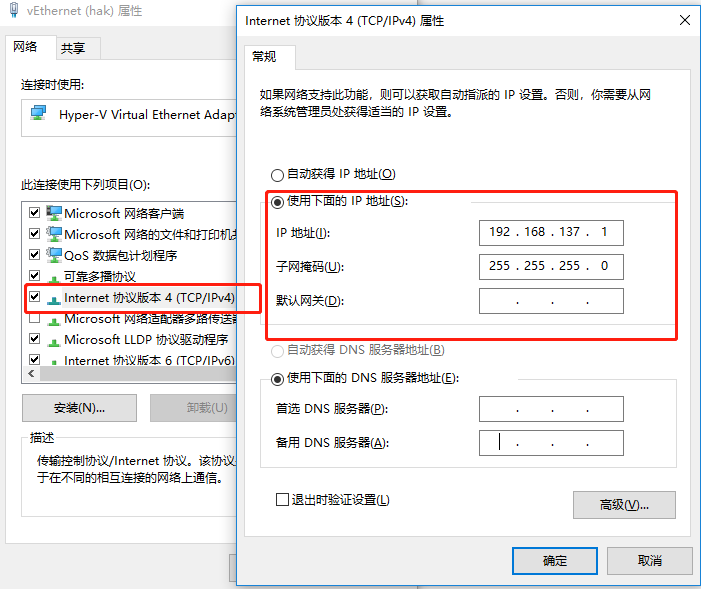 vEthernet (hak) 属性
网络
共享
连接时使用:
Hyper-V Virtual Ethernet Adap
此连接使用下列项目(O):
Microsoft 网络客户端
Microsoft 网络的文件和打印机
QoS 数据包计划程序
可靠多播协议
Internet 协议版本 4 (TCP/IPv4)
Microsoft 网络适配器多路传送器
Microsoft LLDP 协议驱动程序
Internet 协议版本 6 (TCP/IPv6)
安装(N)...
卸载(U)
描述
传输控制协议/Internet 协议。该协议
于在不同的相互连接的网络上通信。
Internet 协议版本 4 (TCP/IPv4) 属性
常规
如果网络支持此功能，则可以获取自动指派的 IP 设置。否则，你需要从网
络系统管理员处获得适当的 IP 设置。
自动获得 IP 地址(O)
使用下面的 IP 地址(S):
IP 地址(I):
192 . 168 . 137 . 1
子网掩码(U):
255 . 255 . 255 . 0
默认网关(D):
. . .
自动获得 DNS 服务器地址(B)
使用下面的 DNS 服务器地址(E):
首选 DNS 服务器(P):
. . .
备用 DNS 服务器(A):
. . .
退出时验证设置(L)
高级(V)...
确定
取消